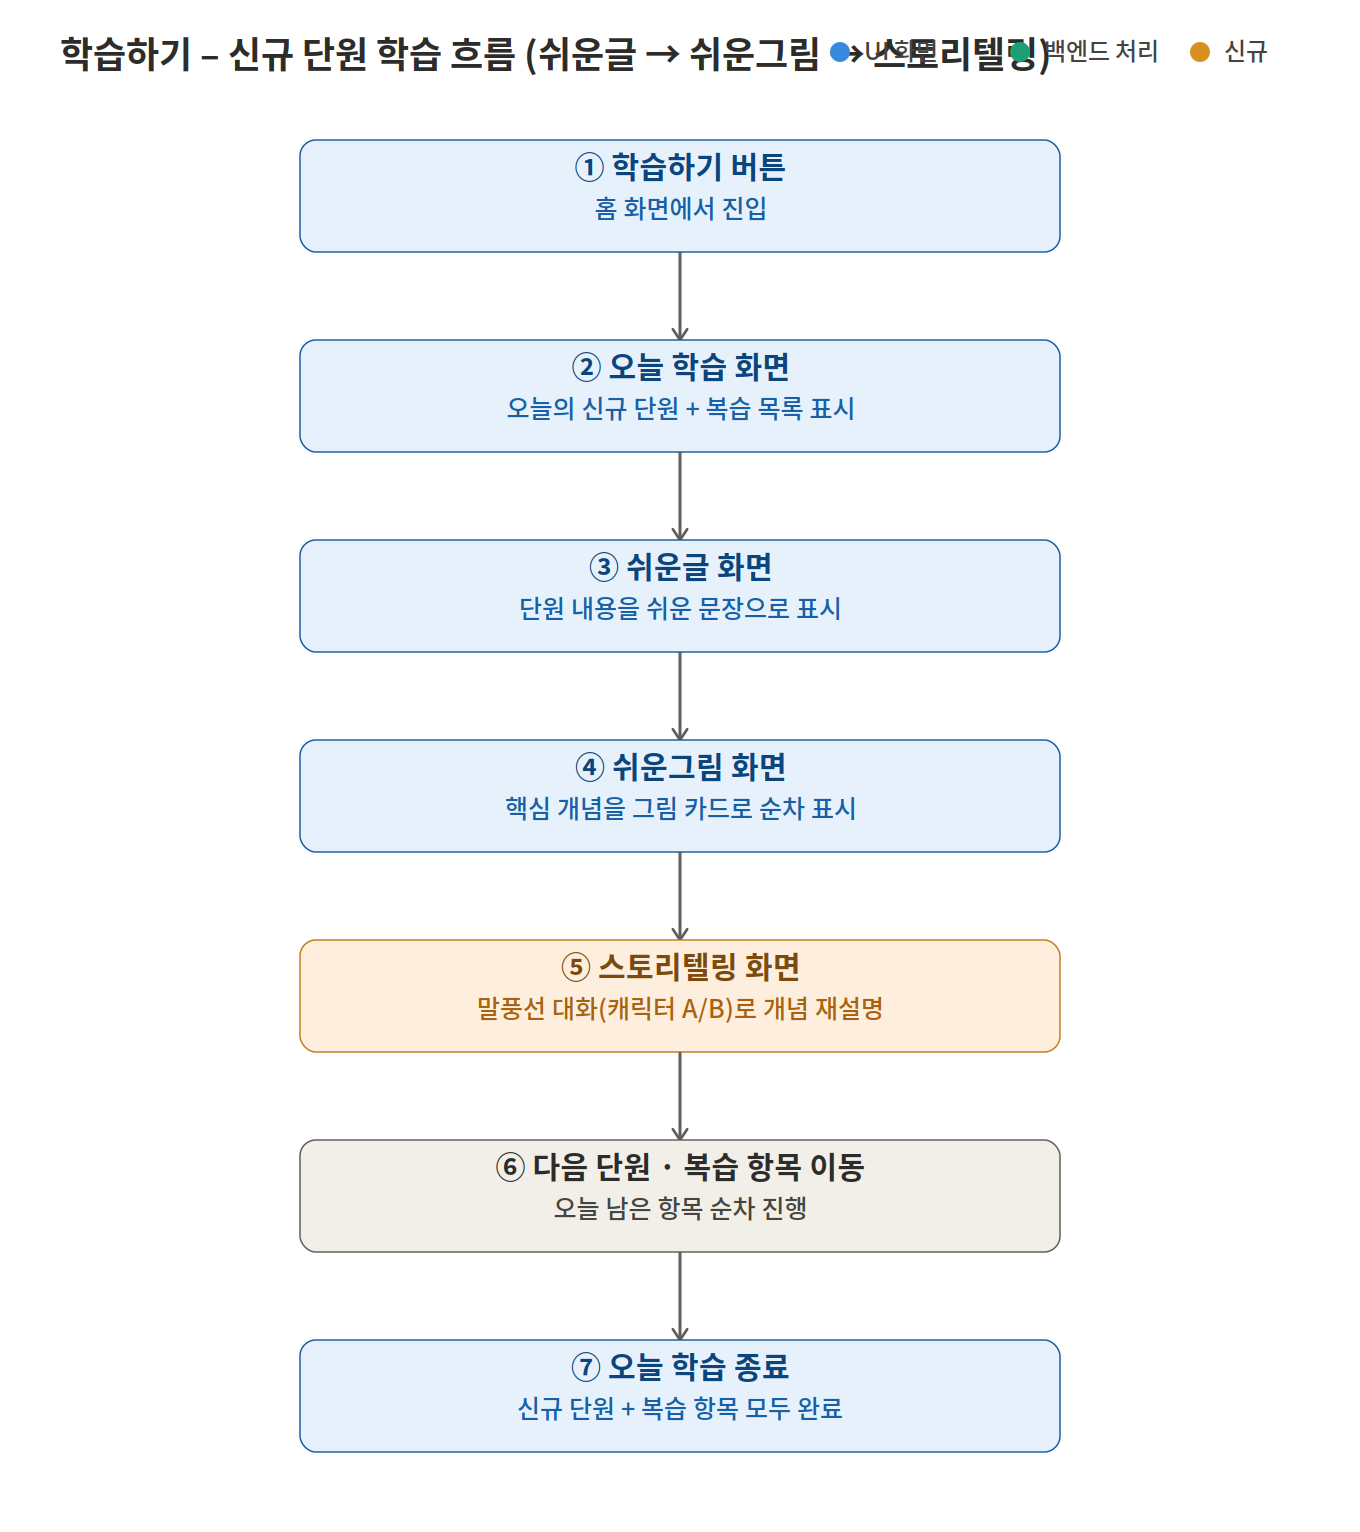 학습하기 – 신규 단원 학습 흐름 (쉬운글 → 쉬운그림 → 스토리텔링)
UI 화면
백엔드 처리
신규
① 학습하기 버튼
홈 화면에서 진입
② 오늘 학습 화면
오늘의 신규 단원 + 복습 목록 표시
③ 쉬운글 화면
단원 내용을 쉬운 문장으로 표시
④ 쉬운그림 화면
핵심 개념을 그림 카드로 순차 표시
⑤ 스토리텔링 화면
말풍선 대화(캐릭터 A/B)로 개념 재설명
⑥ 다음 단원 · 복습 항목 이동
오늘 남은 항목 순차 진행
⑦ 오늘 학습 종료
신규 단원 + 복습 항목 모두 완료